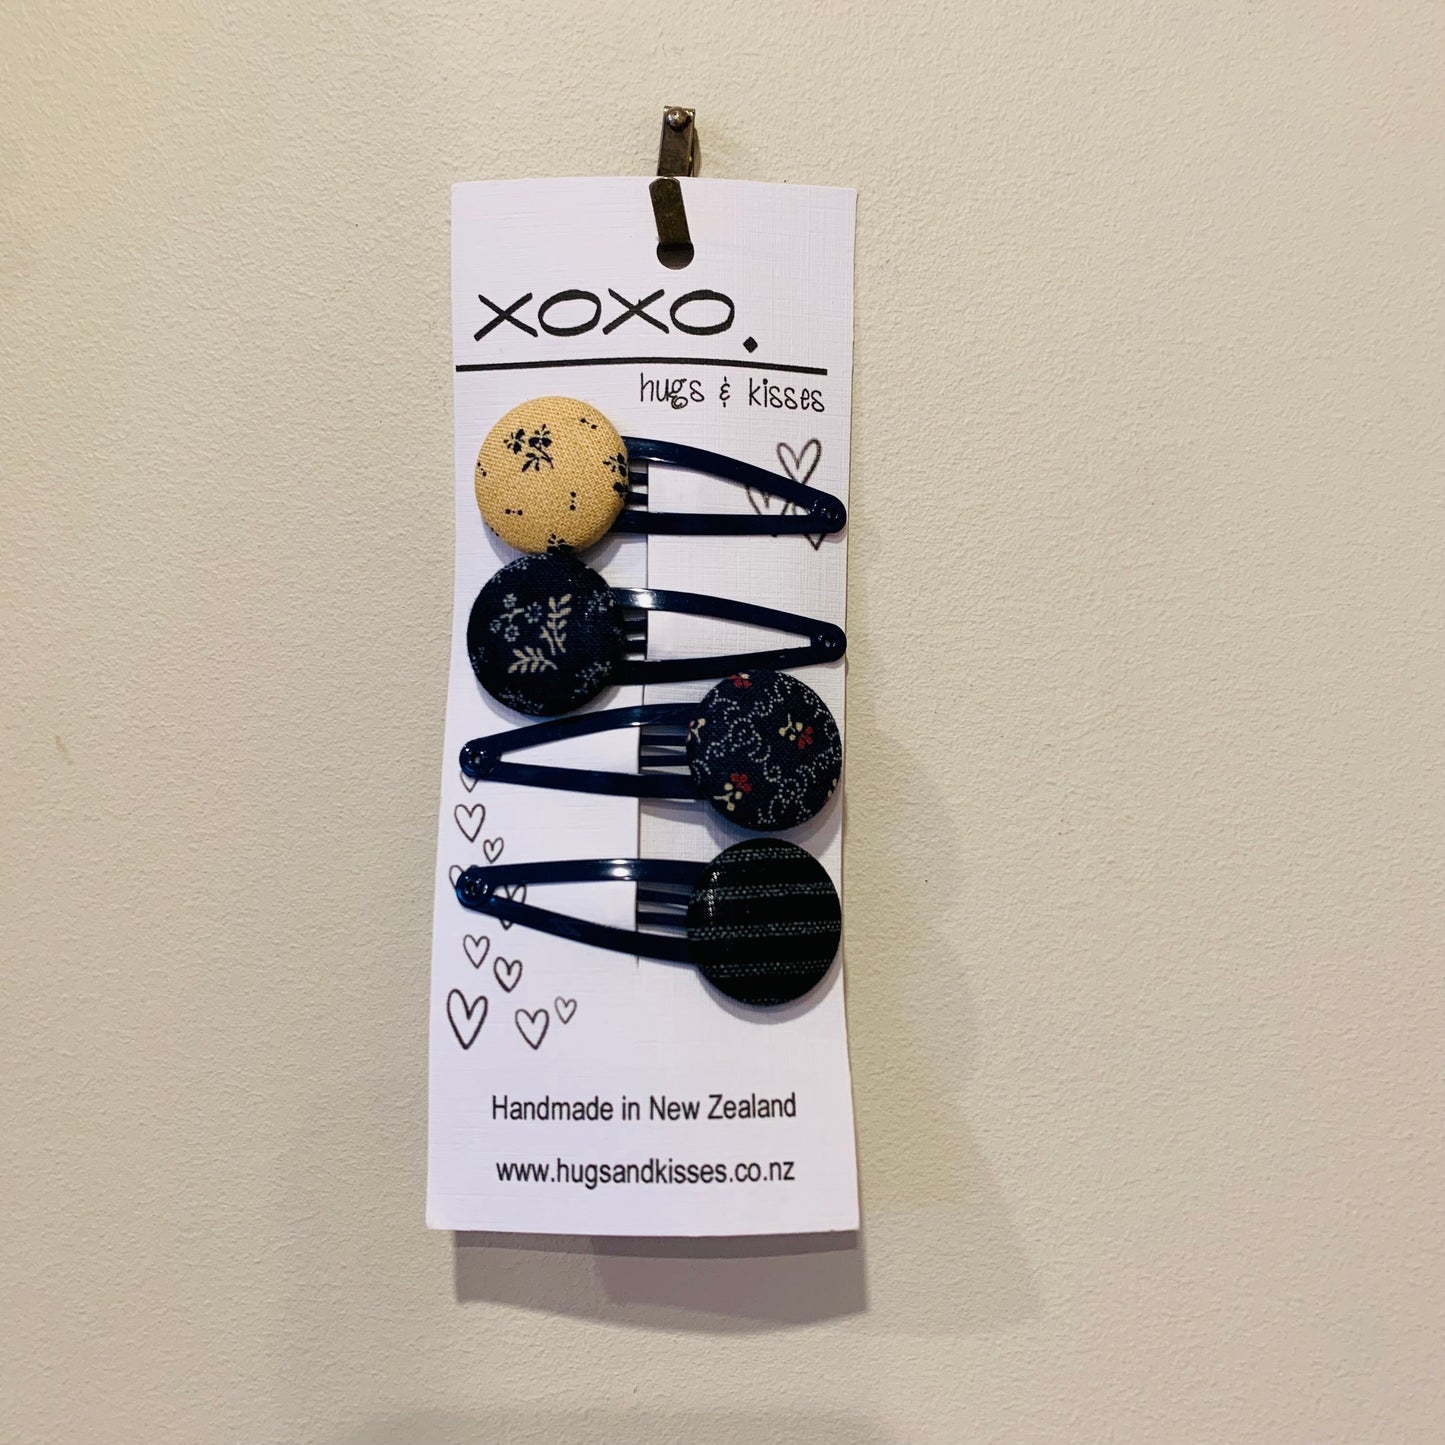 xoxo.
hugs & kisses
Handmade in New Zealand
www.hugsandkisses.co.nz